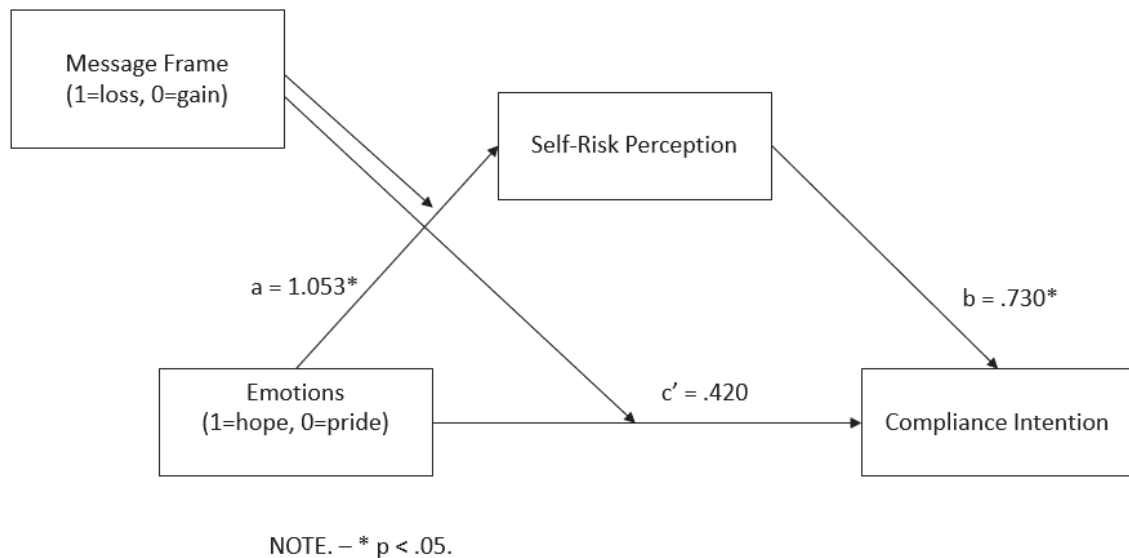 Message Frame
(1=loss, 0=gain)
Self-Risk Perception
a = 1.053*
b = .730*
Emotions
(1=hope, 0=pride)
c’ = .420
Compliance Intention
NOTE. – * p < .05.